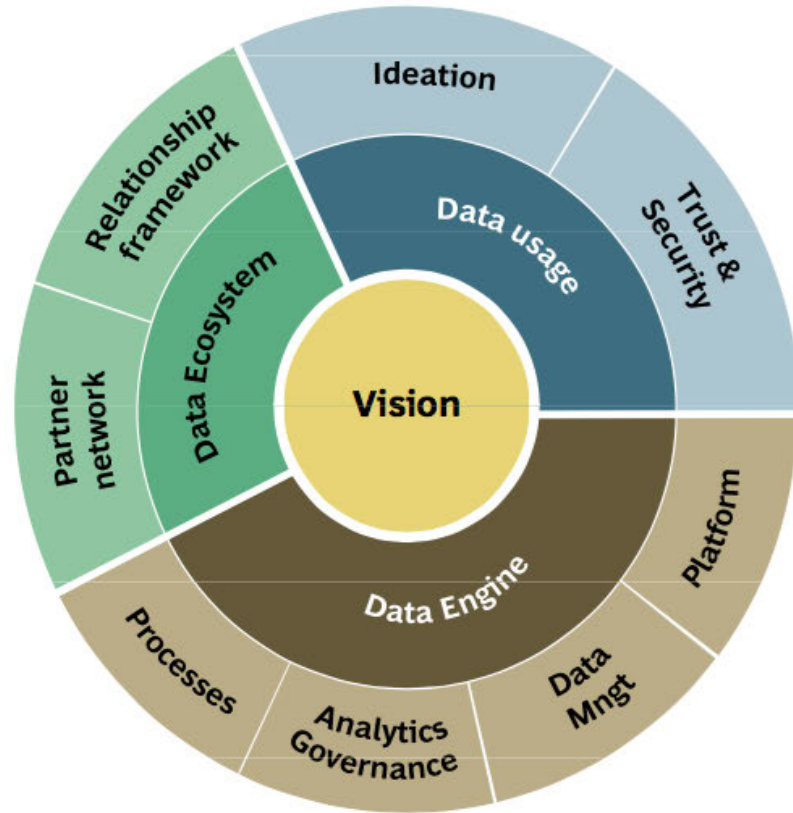 Ideation
Trust &
Security
Data usage
Relationship
framework
Data Ecosystem
Partner
network
Vision
Data Engine
Platform
Data
Mngt
Analytics
Governance
Processes